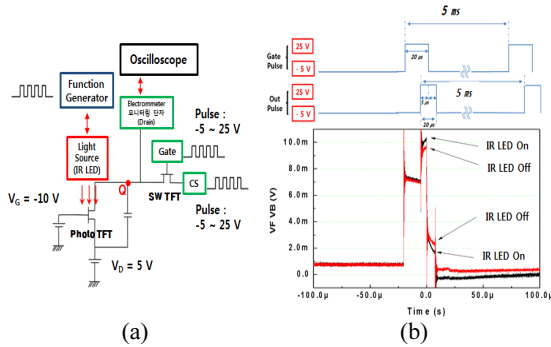 Oscilloscope
Function
Generator
Electrommeter
모니터링 단자
(Drain)
Pulse :
-5 ~ 25 V
Light
Source
(IR LED)
Gate
Q
CS
SW TFT
V_G = -10 V
Photo TFT
Pulse :
-5 ~ 25 V
V_D = 5 V
(a)
5 ms
Gate
Pulse
25 V
- 5 V
20 μs
Out
Pulse
25 V
- 5 V
5 ms
5 μs
10 μs
VF VB (V)
10.0m
8.0m
6.0m
4.0m
2.0m
0.0
IR LED On
IR LED Off
IR LED Off
IR LED On
-100.0μ
-50.0μ
0.0
50.0μ
100.0μ
Time (s)
(b)